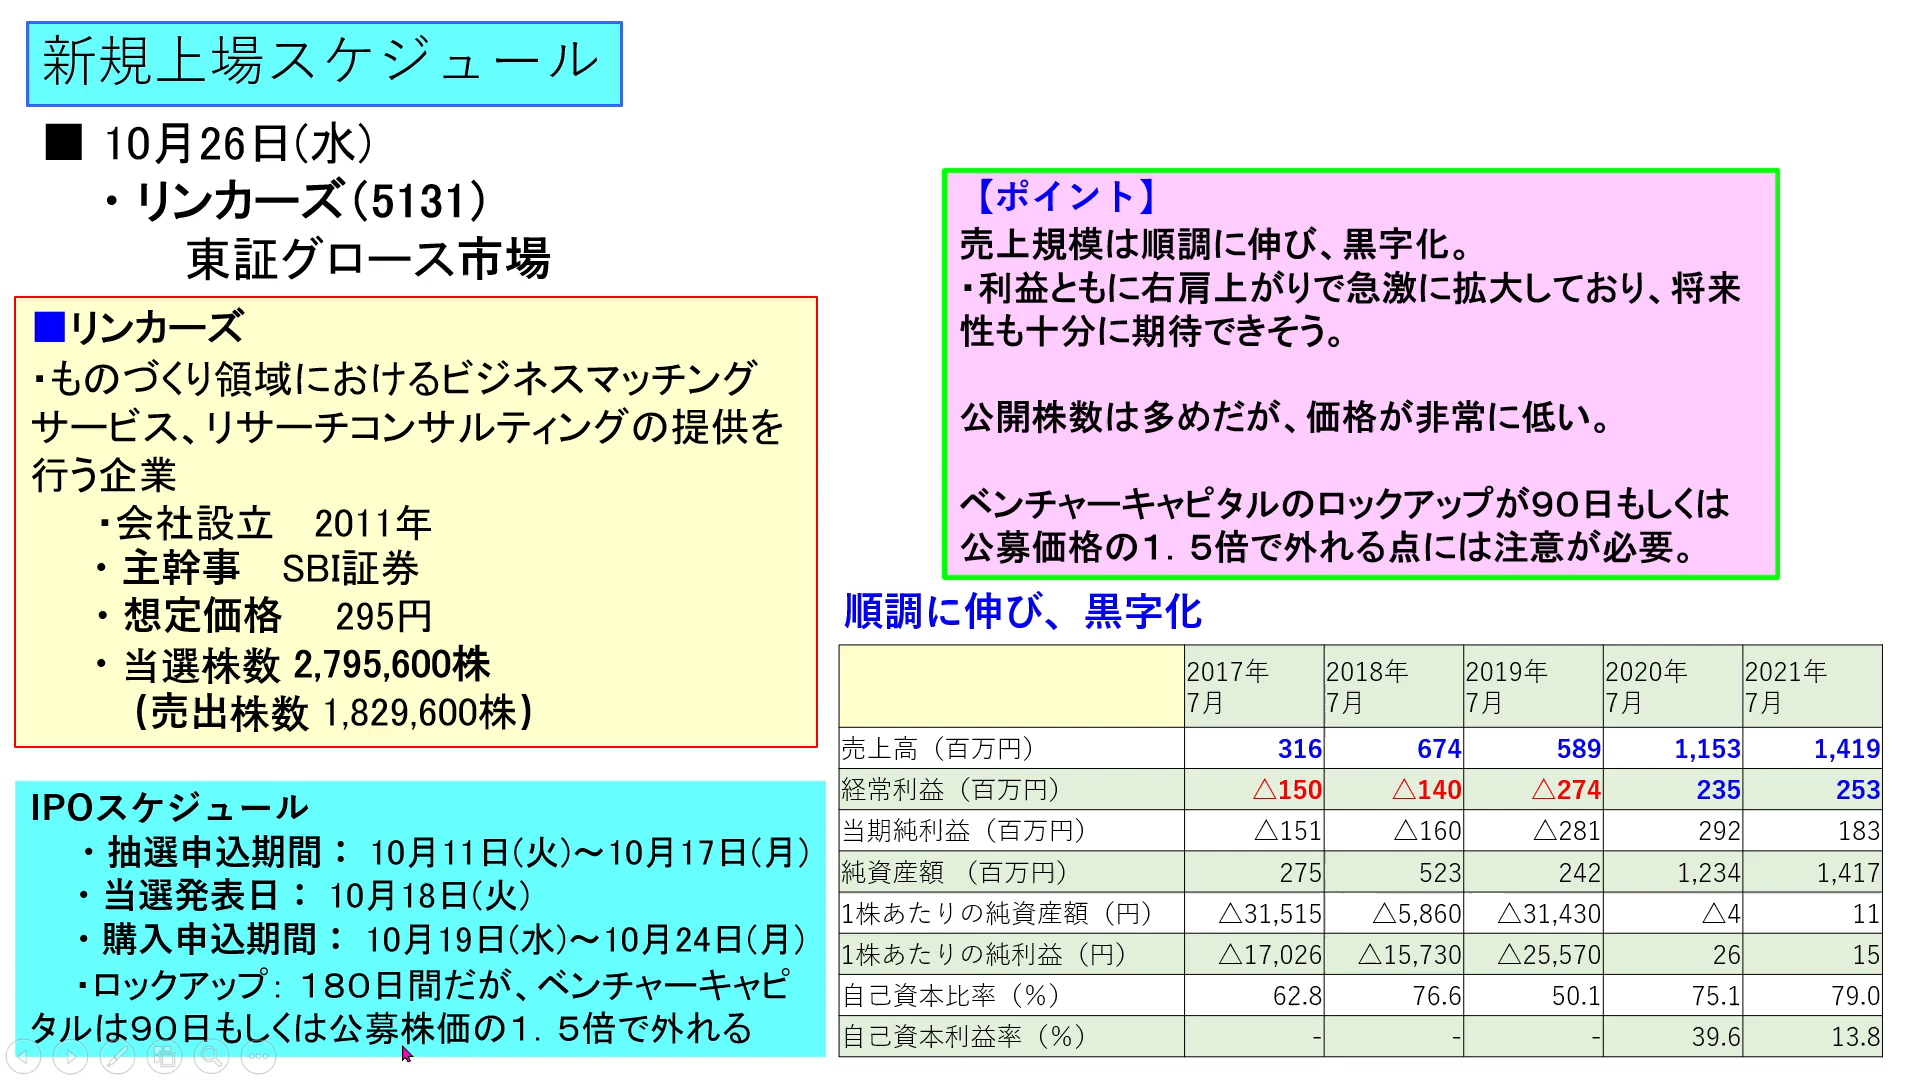 新規上場スケジュール
■ 10月26日(水)
・リンカーズ(5131)
東証グロース市場
■リンカーズ
・ものづくり領域におけるビジネスマッチング
サービス、リサーチコンサルティングの提供を
行う企業
・会社設立　2011年
・主幹事　SBI証券
・想定価格　295円
・当選株数 2,795,600株
(売出株数 1,829,600株)
IPOスケジュール
・抽選申込期間： 10月11日(火)～10月17日(月)
・当選発表日： 10月18日(火)
・購入申込期間： 10月19日(水)～10月24日(月)
・ロックアップ：１８０日間だが、ベンチャーキャピ
タルは９０日もしくは公募株価の１．５倍で外れる
【ポイント】
売上規模は順調に伸び、黒字化。
・利益ともに右肩上がりで急激に拡大しており、将来
性も十分に期待できそう。
公開株数は多めだが、価格が非常に低い。
ベンチャーキャピタルのロックアップが９０日もしくは
公募価格の１．５倍で外れる点には注意が必要。
順調に伸び、黒字化
2017年7月 2018年7月 2019年7月 2020年7月 2021年7月
売上高（百万円） 316 674 589 1,153 1,419
経常利益（百万円） △150 △140 △274 235 253
当期純利益（百万円） △151 △160 △281 292 183
純資産額 （百万円） 275 523 242 1,234 1,417
1株あたりの純資産額（円） △31,515 △5,860 △31,430 △4 11
1株あたりの純利益（円） △17,026 △15,730 △25,570 26 15
自己資本比率（%） 62.8 76.6 50.1 75.1 79.0
自己資本利益率（%） - - - 39.6 13.8